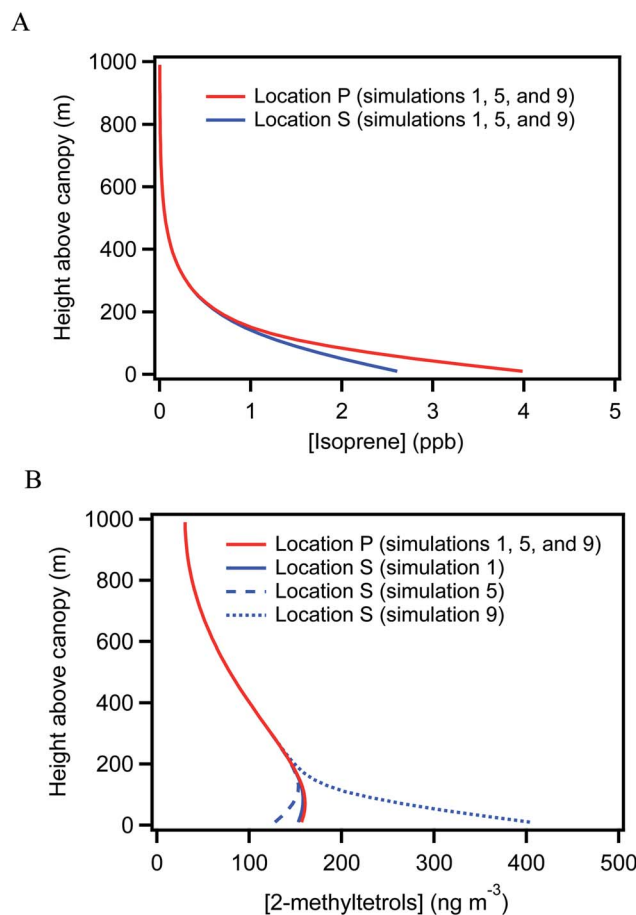 A
Height above canopy (m)
1000
800
600
400
200
0
Location P (simulations 1, 5, and 9)
Location S (simulations 1, 5, and 9)
0 1 2 3 4 5
[Isoprene] (ppb)
B
Height above canopy (m)
1000
800
600
400
200
0
Location P (simulations 1, 5, and 9)
Location S (simulation 1)
Location S (simulation 5)
Location S (simulation 9)
0 100 200 300 400 500
[2-methyltetrols] (ng m⁻³)